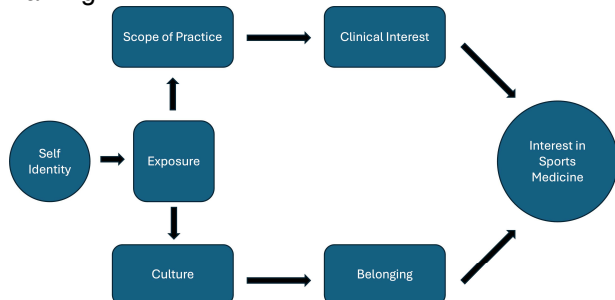 Scope of Practice
Clinical Interest
Self
Identity
Exposure
Interest in
Sports
Medicine
Culture
Belonging